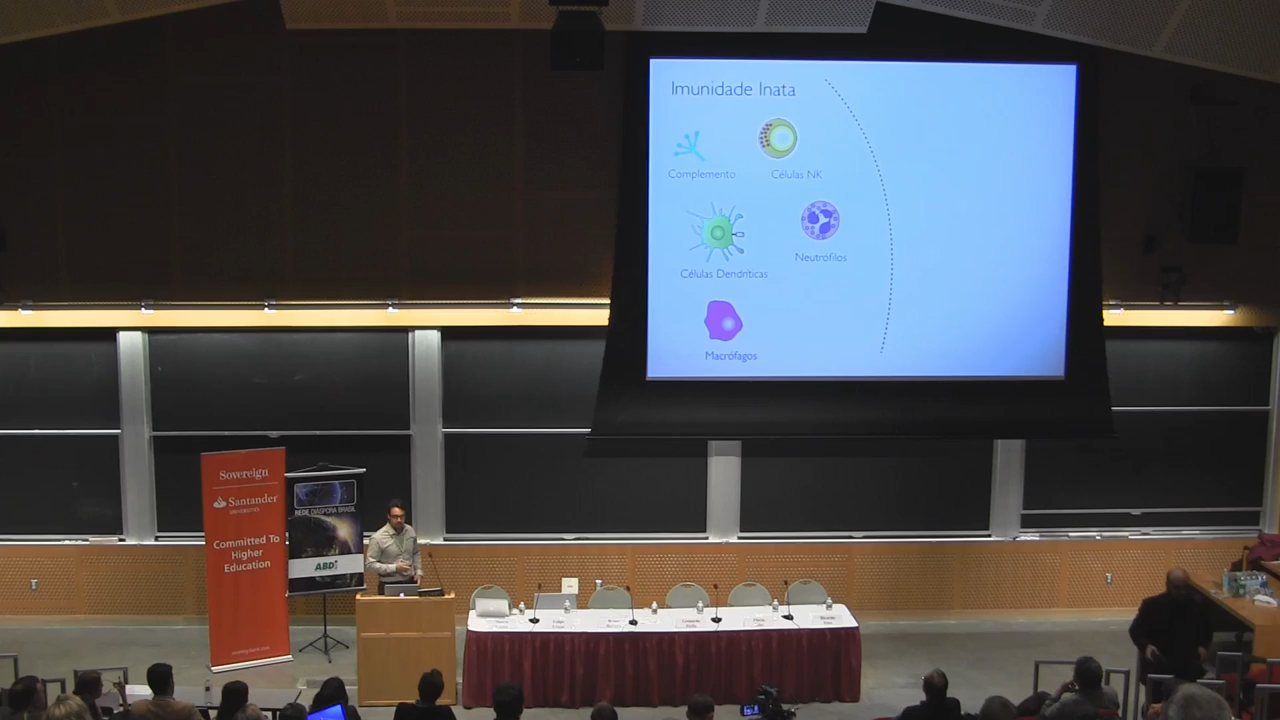 Imunidade Inata
Complemento
Células NK
Células Dendríticas
Neutrófilos
Macrófagos
Sovereign
Santander
UNIVERSITIES
Committed To
Higher
Education
REDE DIASPORA BRASIL
ABDi